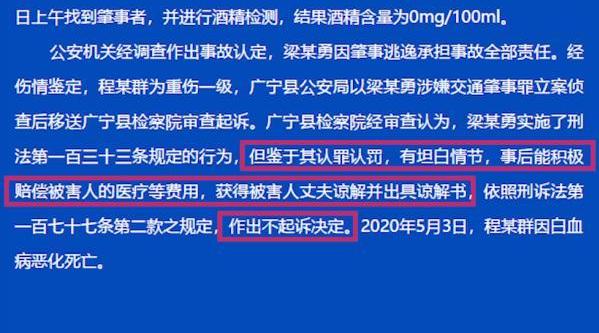 日上午找到肇事者，并进行酒精检测，结果酒精含量为0mg/100ml。
公安机关经调查作出事故认定，梁某勇因肇事逃逸承担事故全部责任。经
伤情鉴定，程某群为重伤一级，广宁县公安局以梁某勇涉嫌交通肇事罪立案侦
查后移送广宁县检察院审查起诉。广宁县检察院经审查认为，梁某勇实施了刑
法第一百三十三条规定的行为，但鉴于其认罪认罚，有坦白情节，事后能积极
赔偿被害人的医疗等费用，获得被害人丈夫谅解并出具谅解书，依照刑诉法第
一百七十七条第二款之规定，作出不起诉决定。2020年5月3日，程某群因白血
病恶化死亡。